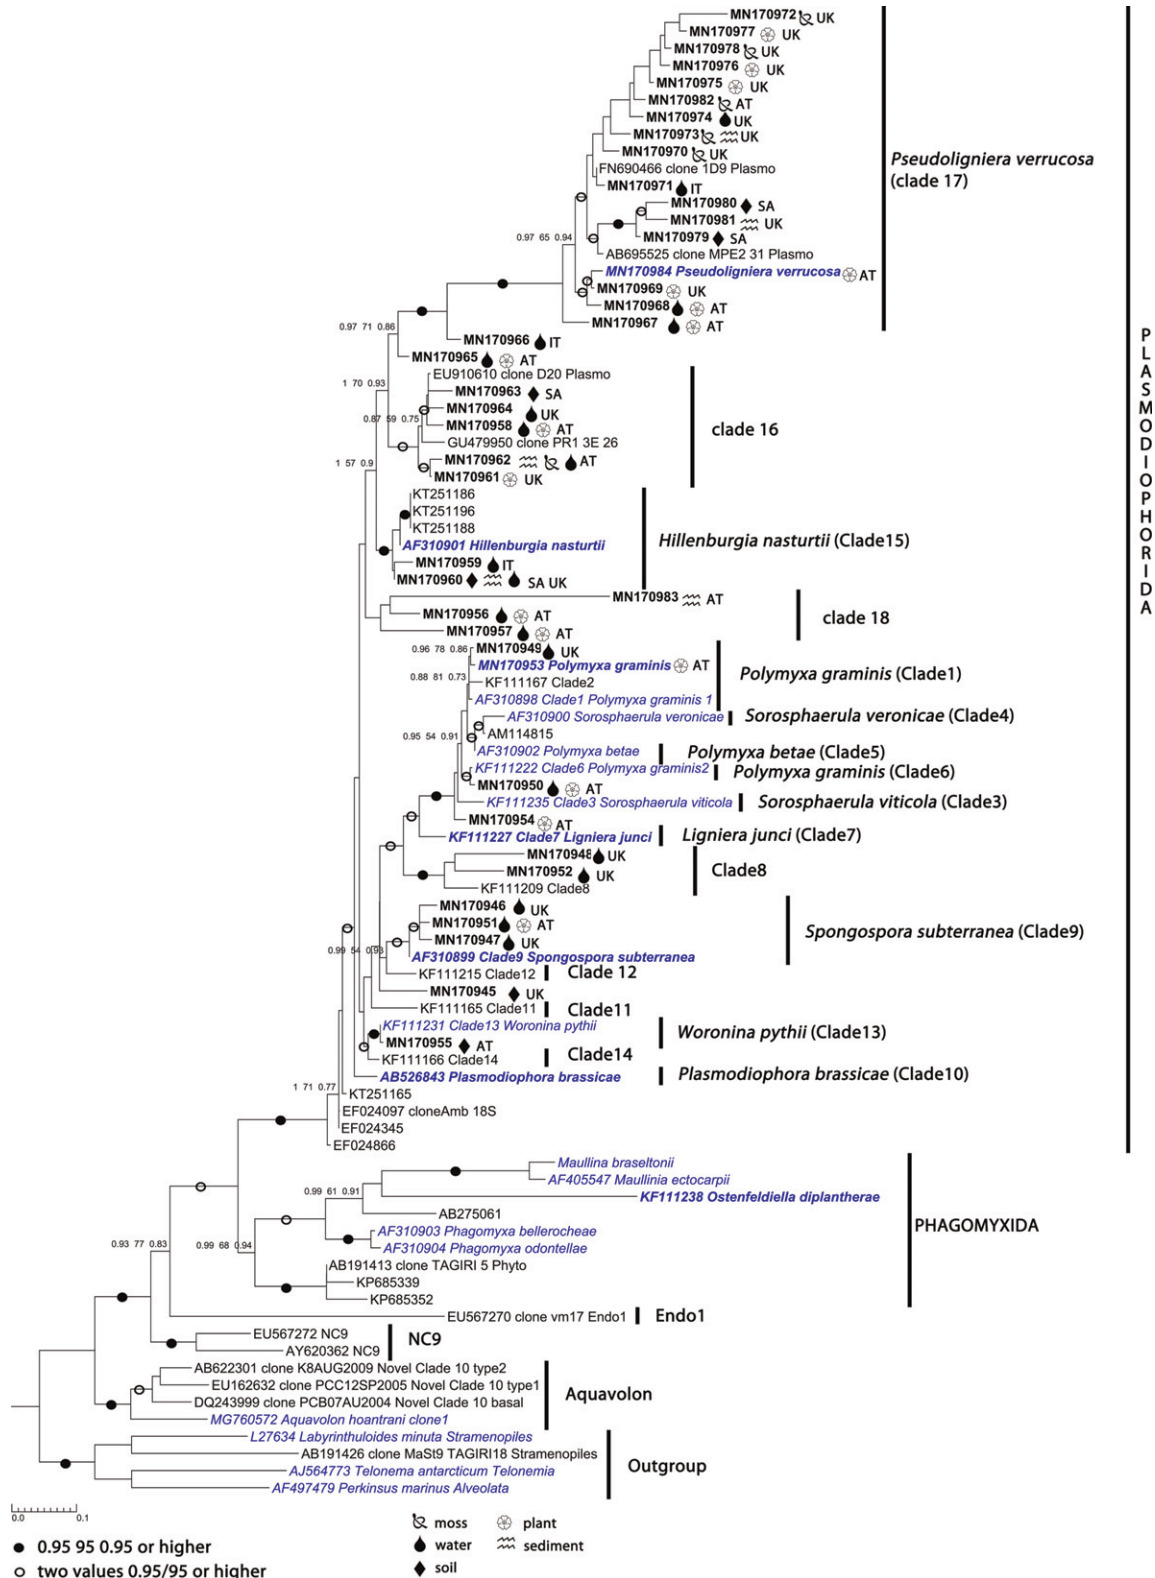 MN170972 UK
MN170977 UK
MN170978 UK
MN170976 UK
MN170975 UK
MN170982 AT
MN170974 UK
MN170973 UK
MN170970 UK
Pseudoligniera verrucosa
(clade 17)
FN690466 clone 1D9 Plasmo
MN170971 IT
MN170980 SA
MN170981 UK
MN170979 SA
0.97 65 0.94
AB695525 clone MPE2 31 Plasmo
MN170984 Pseudoligniera verrucosa AT
MN170969 UK
MN170968 AT
MN170967 AT
0.97 71 0.86
MN170966 IT
MN170965 AT
PLASMODIOPHORIDA
EU910610 clone D20 Plasmo
1 70 0.93
MN170963 SA
MN170964 UK
0.87 59 0.75
MN170958 AT
clade 16
GU479950 clone PR1 3E 26
MN170962 AT
1 57 0.9
MN170961 UK
KT251186
KT251196
KT251188
AF310901 Hillenburgia nasturtii
Hillenburgia nasturtii (Clade15)
MN170959 IT
MN170960 SA UK
MN170983 AT
MN170956 AT
clade 18
MN170957 AT
0.96 78 0.86
MN170949 UK
MN170953 Polymyxa graminis AT
0.88 81 0.73
KF111167 Clade2
Polymyxa graminis (Clade1)
AF310898 Clade1 Polymyxa graminis 1
AF310900 Sorosphaerula veronicae
Sorosphaerula veronicae (Clade4)
AM114815
0.95 54 0.91
AF310902 Polymyxa betae
Polymyxa betae (Clade5)
KF111222 Clade6 Polymyxa graminis2
Polymyxa graminis (Clade6)
MN170950 AT
KF111235 Clade3 Sorosphaerula viticola
Sorosphaerula viticola (Clade3)
MN170954 AT
KF111227 Clade7 Ligniera junci
Ligniera junci (Clade7)
MN170948 UK
MN170952 UK
Clade8
KF111209 Clade8
MN170946 UK
MN170951 AT
MN170947 UK
Spongospora subterranea (Clade9)
0.99 54 0.93
AF310899 Clade9 Spongospora subterranea
KF111215 Clade12
Clade 12
MN170945 UK
KF111165 Clade11
Clade11
KF111231 Clade13 Woronina pythii
Woronina pythii (Clade13)
MN170955 AT
KF111166 Clade14
Clade14
AB526843 Plasmodiophora brassicae
Plasmodiophora brassicae (Clade10)
1 71 0.77
KT251165
EF024097 cloneAmb 18S
EF024345
EF024866
Maullina braseltonii
AF405547 Maullinia ectocarpii
0.99 61 0.91
KF111238 Ostenfeldiella diplantherae
AB275061
PHAGOMYXIDA
AF310903 Phagomyxa bellerocheae
0.93 77 0.83
0.99 68 0.94
AF310904 Phagomyxa odontellae
AB191413 clone TAGIRI 5 Phyto
KP685339
KP685352
EU567270 clone vm17 Endo1
Endo1
EU567272 NC9
NC9
AY620362 NC9
AB622301 clone K8AUG2009 Novel Clade 10 type2
EU162632 clone PCC12SP2005 Novel Clade 10 type1
Aquavolon
DQ243999 clone PCB07AU2004 Novel Clade 10 basal
MG760572 Aquavolon hoantrani clone1
L27634 Labyrinthuloides minuta Stramenopiles
AB191426 clone MaSt9 TAGIRI18 Stramenopiles
Outgroup
AJ564773 Telonema antarcticum Telonemia
AF497479 Perkinsus marinus Alveolata
0.0 0.1
moss plant
water sediment
soil
0.95 95 0.95 or higher
two values 0.95/95 or higher